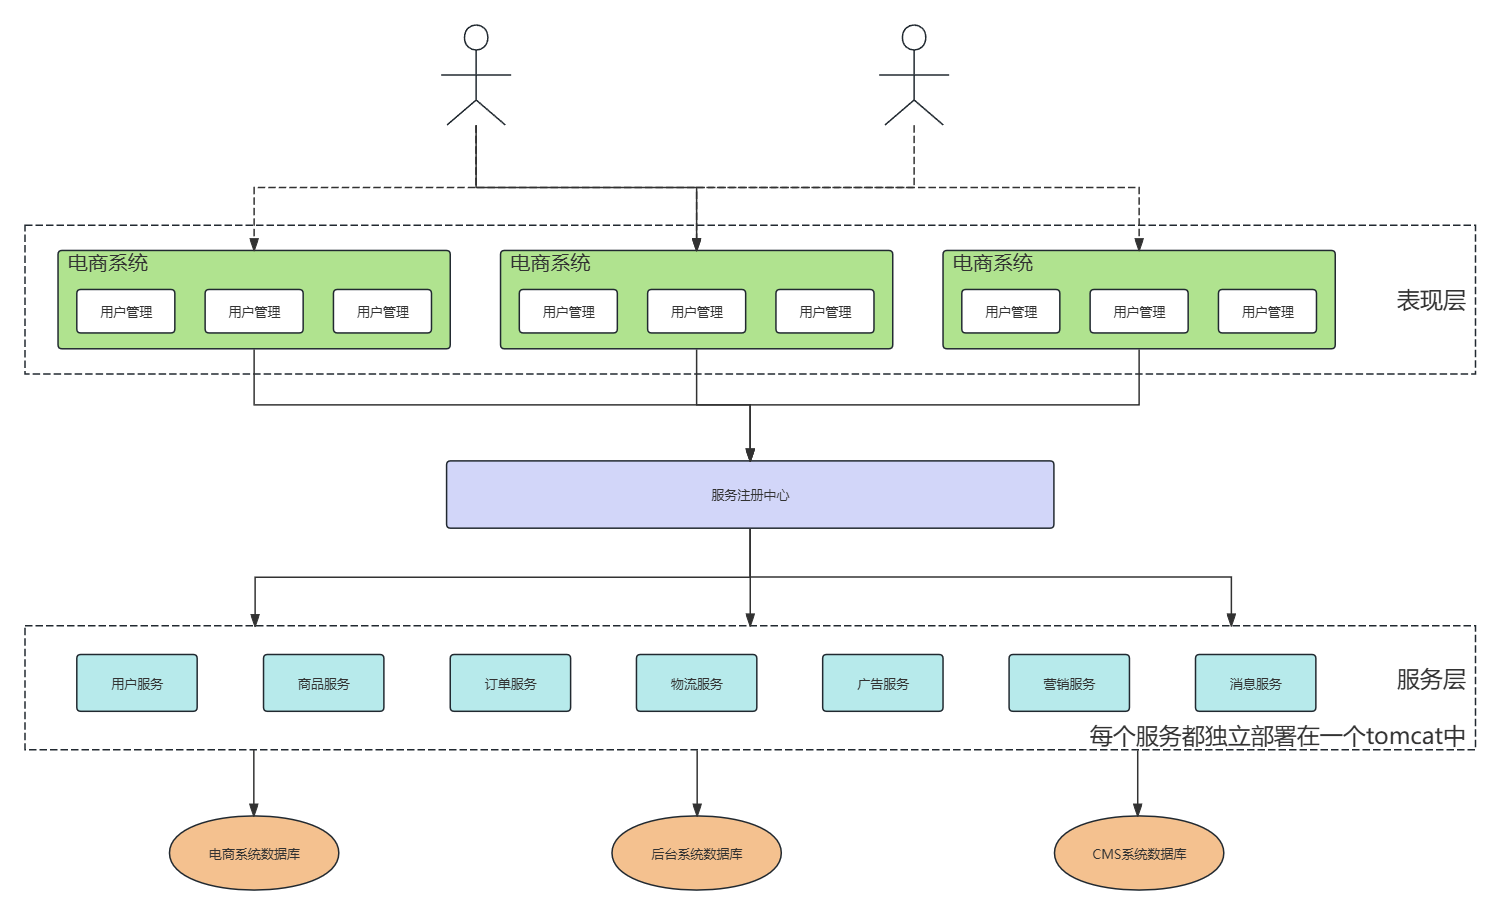 电商系统
用户管理
用户管理
用户管理
电商系统
用户管理
用户管理
用户管理
电商系统
用户管理
用户管理
用户管理
表现层
服务注册中心
用户服务
商品服务
订单服务
物流服务
广告服务
营销服务
消息服务
服务层
每个服务都独立部署在一个tomcat中
电商系统数据库
后台系统数据库
CMS系统数据库